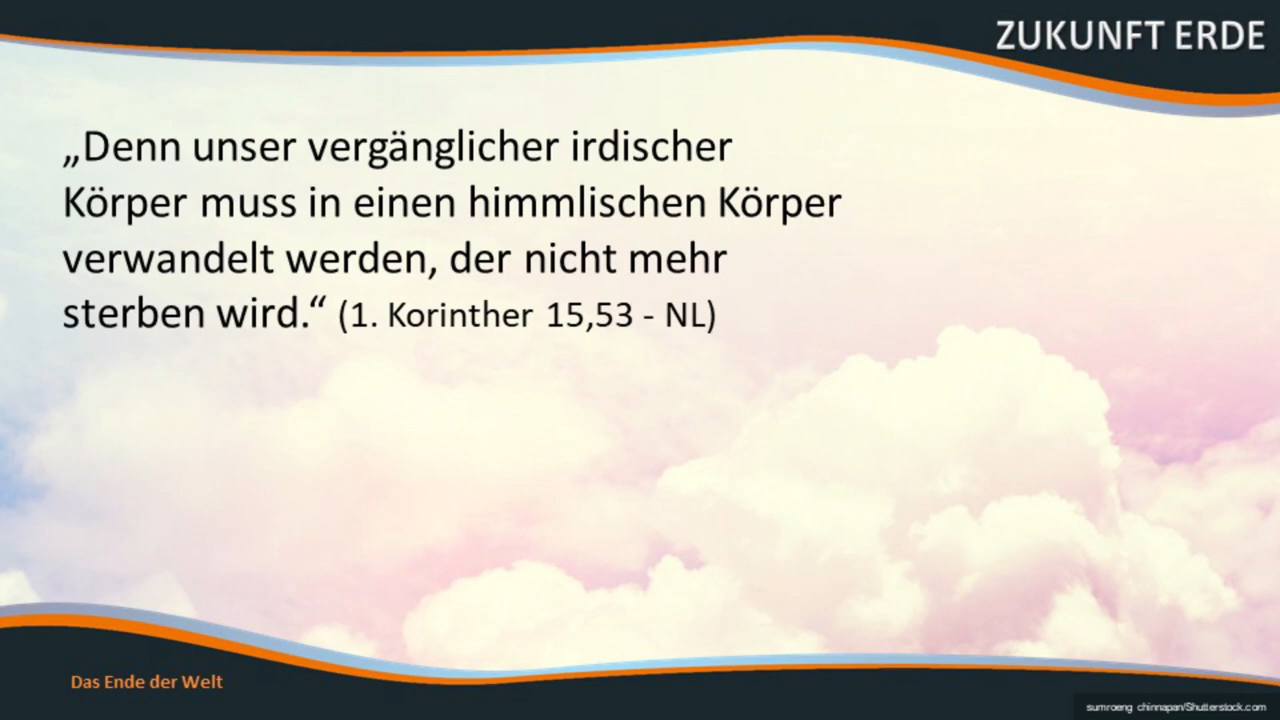 ZUKUNFT ERDE
„Denn unser vergänglicher irdischer
Körper muss in einen himmlischen Körper
verwandelt werden, der nicht mehr
sterben wird.“ (1. Korinther 15,53 - NL)
Das Ende der Welt
sumroeng chinnapan/Shutterstock.com